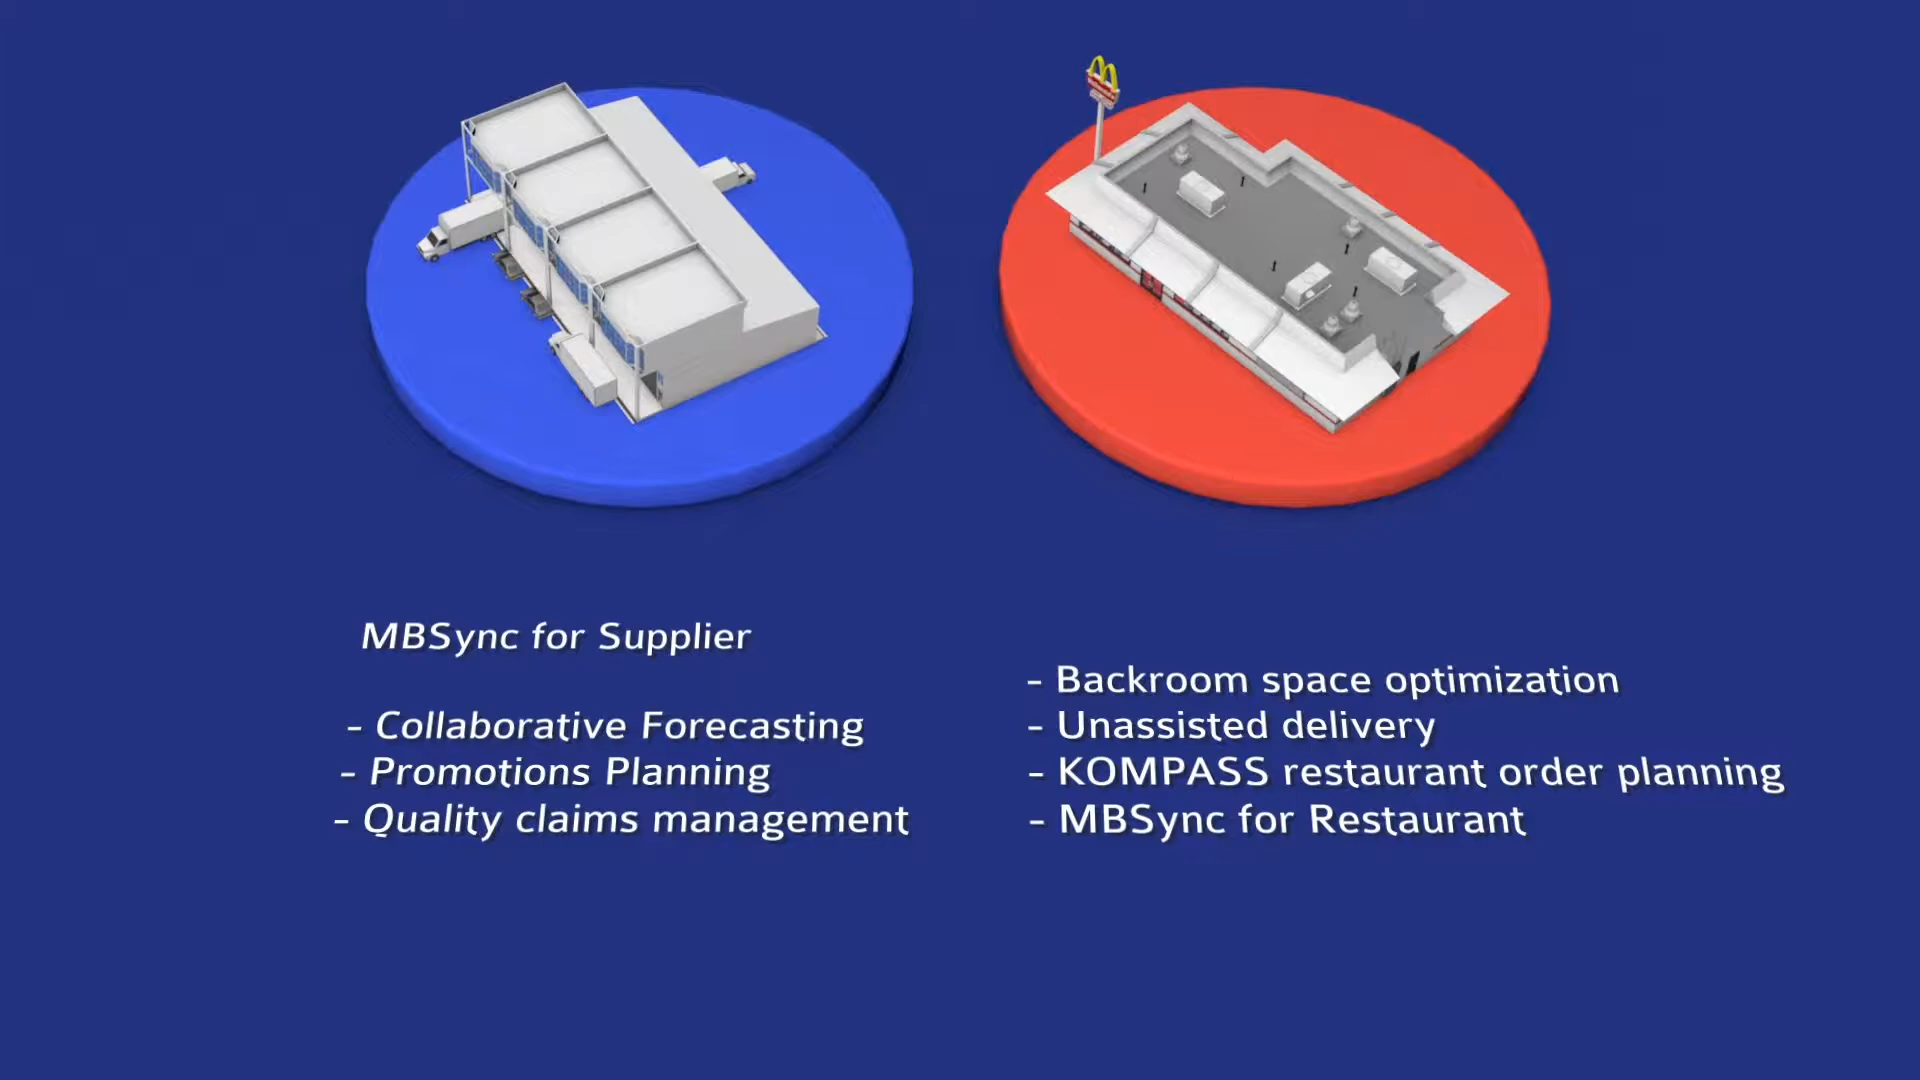 MBSync for Supplier
- Collaborative Forecasting
- Promotions Planning
- Quality claims management
- Backroom space optimization
- Unassisted delivery
- KOMPASS restaurant order planning
- MBSync for Restaurant